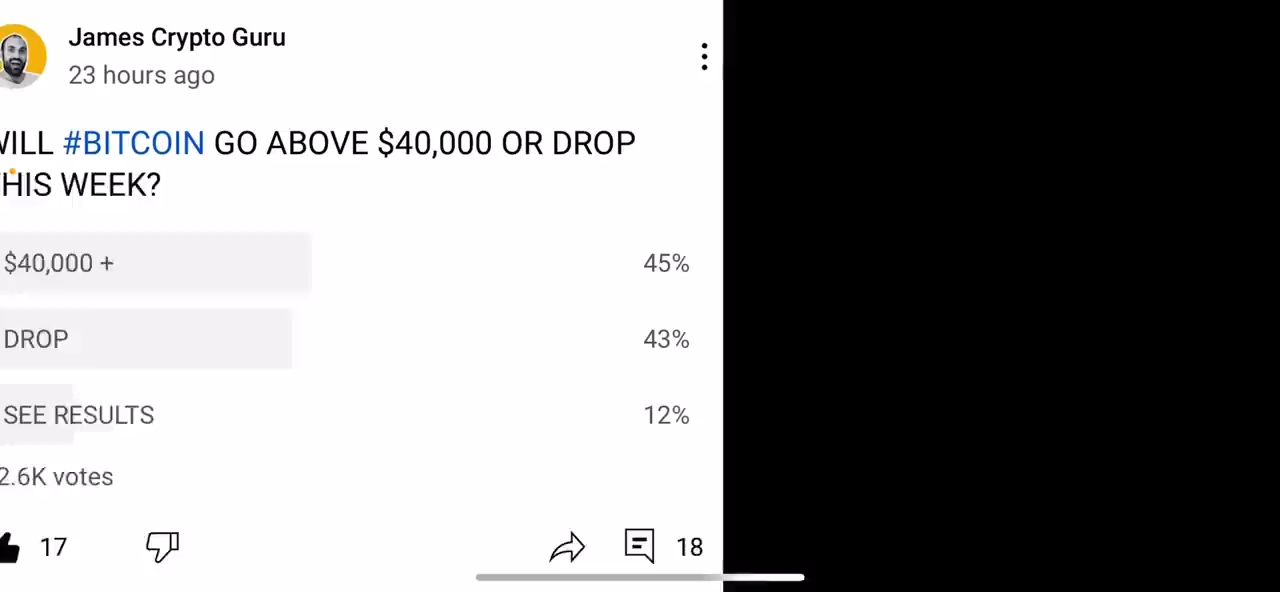 James Crypto Guru
23 hours ago
WILL #BITCOIN GO ABOVE $40,000 OR DROP
THIS WEEK?
$40,000 + 45%
DROP 43%
SEE RESULTS 12%
2.6K votes
17 18